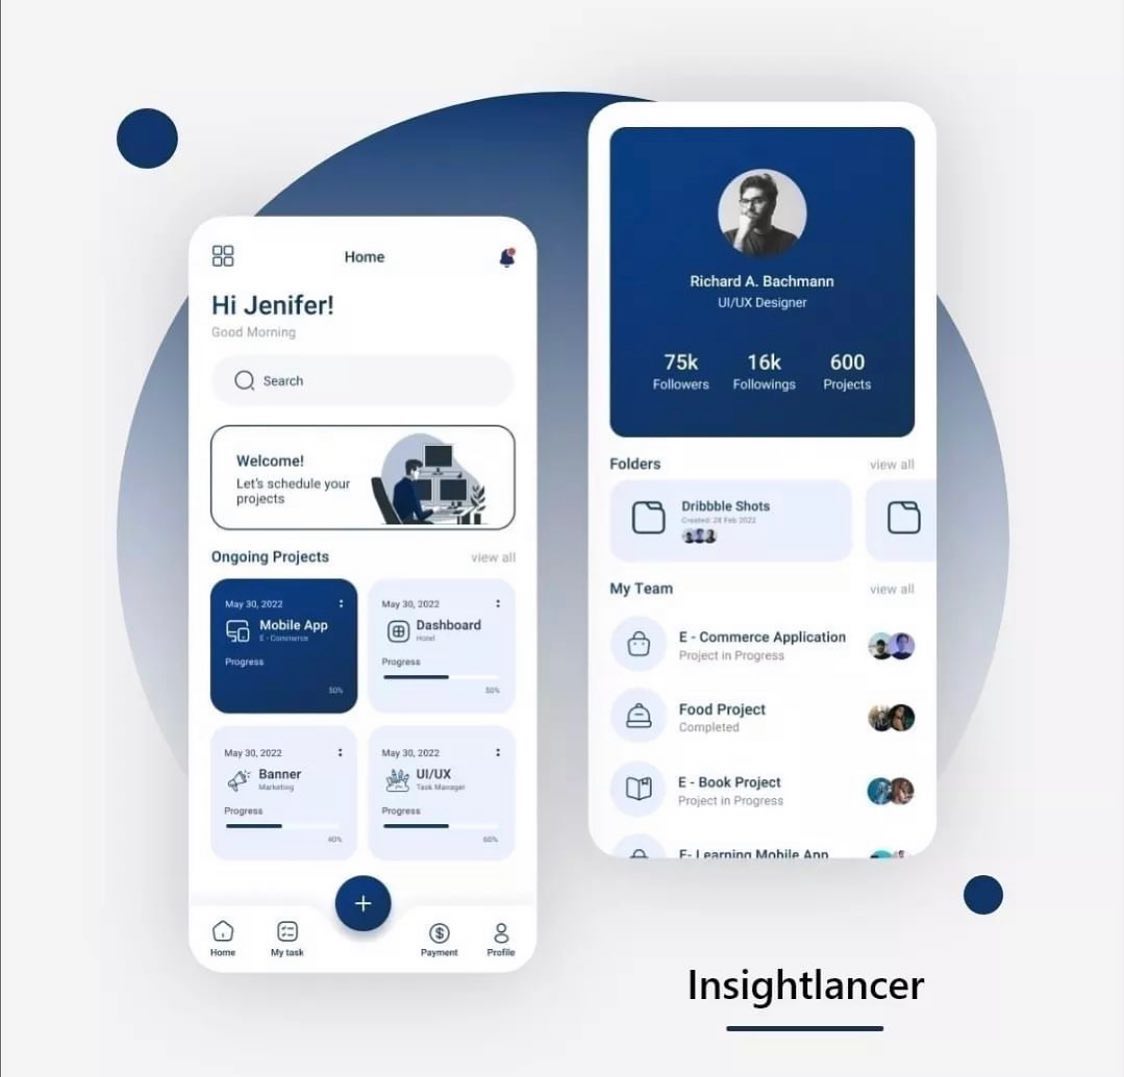 Home
Hi Jenifer!
Good Morning
Search
Welcome!
Let's schedule your
projects
Ongoing Projects
view all
May 30, 2022
Mobile App
E - Commerce
Progress
50%
May 30, 2022
Dashboard
Hotel
Progress
50%
May 30, 2022
Banner
Marketing
Progress
40%
May 30, 2022
UI/UX
Task Manager
Progress
60%
Home
My task
Payment
Profile
Richard A. Bachmann
UI/UX Designer
75k
Followers
16k
Followings
600
Projects
Folders
view all
Dribbble Shots
Created: 28 Feb 2022
My Team
view all
E - Commerce Application
Project in Progress
Food Project
Completed
E - Book Project
Project in Progress
E- Learning Mobile App
Insightlancer